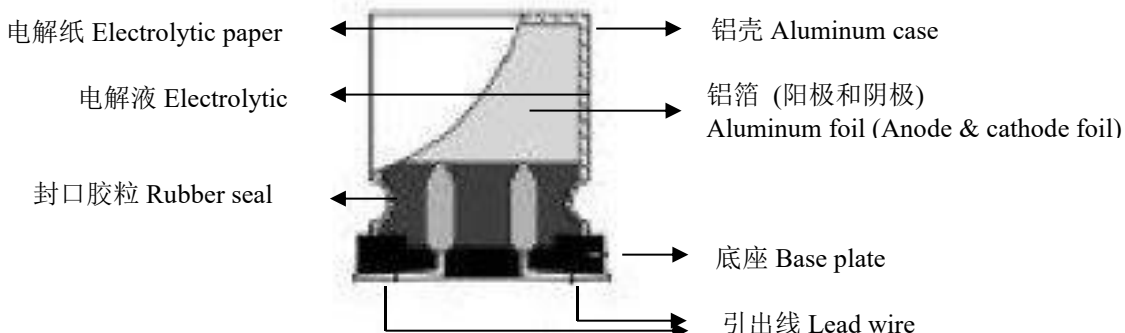 电解纸 Electrolytic paper
铝壳 Aluminum case
电解液 Electrolytic
铝箔 (阳极和阴极)
Aluminum foil (Anode & cathode foil)
封口胶粒 Rubber seal
底座 Base plate
引出线 Lead wire